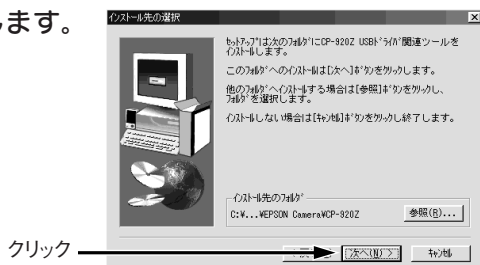 します。
インストール先の選択
セットアップは次のフォルダにCP-920Z USBドライバ関連ツールを
インストールします。
このフォルダへのインストールは[次へ]ボタンをクリックします。
他のフォルダへインストールする場合は[参照]ボタンをクリックし、
フォルダを選択します。
インストールしない場合は[キャンセル]ボタンをクリックし終了します。
インストール先のフォルダ
C:¥...¥EPSON Camera¥CP-920Z
参照(R)...
クリック
次へ(N) >
キャンセル